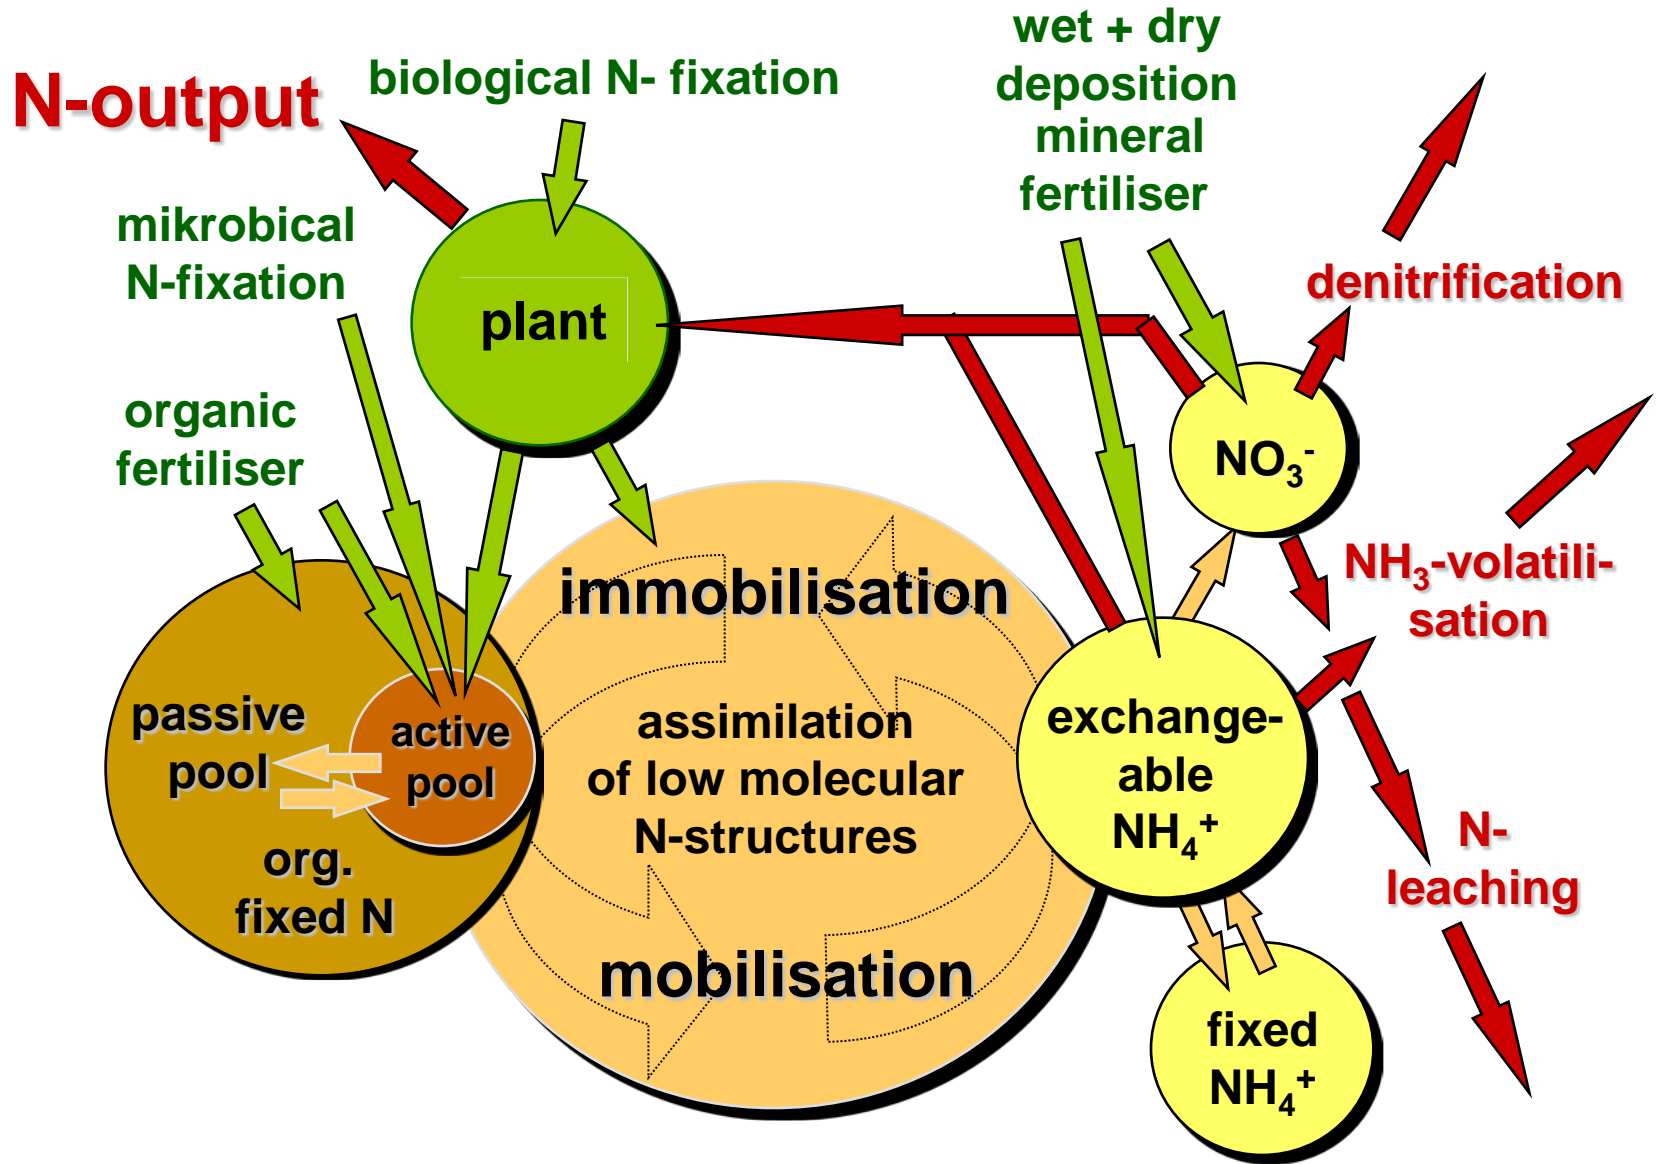 N-output
biological N- fixation
wet + dry
deposition
mineral
fertiliser
mikrobical
N-fixation
denitrification
plant
organic
fertiliser
NO₃⁻
NH₃-volatili-
sation
immobilisation
passive
pool
active
pool
assimilation
of low molecular
N-structures
exchange-
able
NH₄⁺
org.
fixed N
N-
leaching
mobilisation
fixed
NH₄⁺